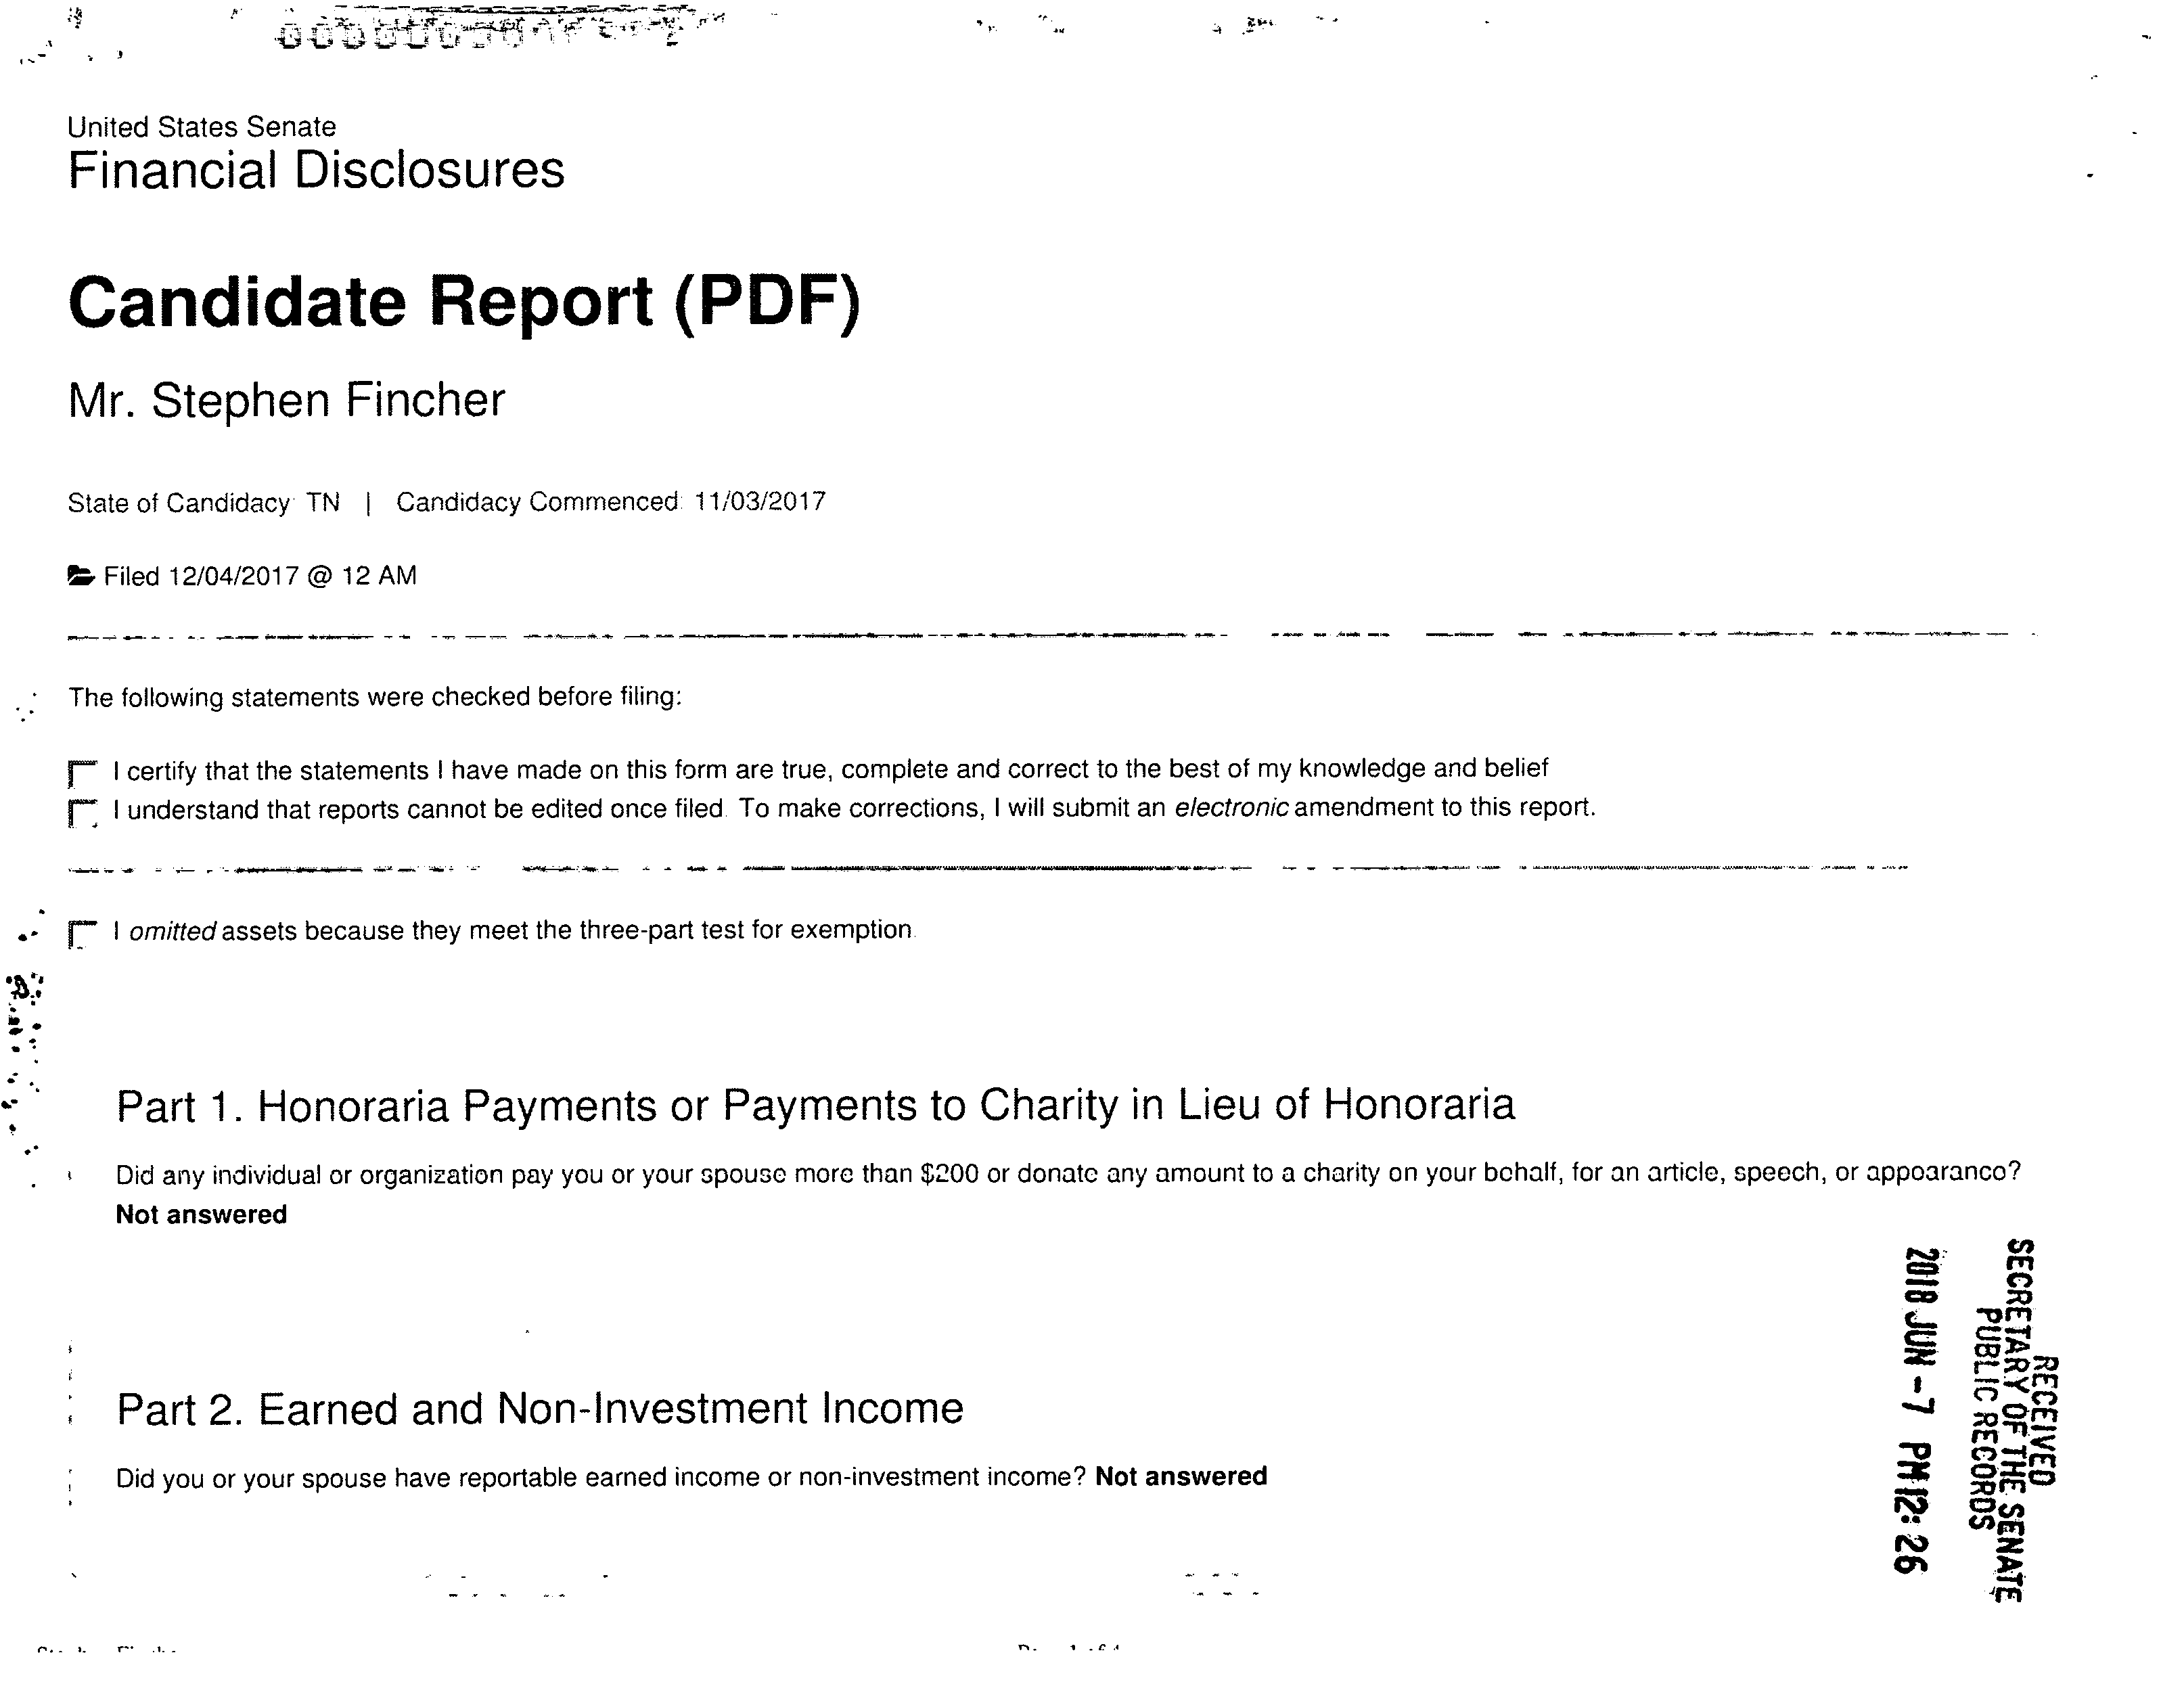 United States Senate
Financial Disclosures
Candidate Report (PDF)
Mr. Stephen Fincher
State of Candidacy: TN | Candidacy Commenced: 11/03/2017
Filed 12/04/2017 @ 12 AM
The following statements were checked before filing:
I certify that the statements I have made on this form are true, complete and correct to the best of my knowledge and belief
I understand that reports cannot be edited once filed. To make corrections, I will submit an electronic amendment to this report.
I omitted assets because they meet the three-part test for exemption.
Part 1. Honoraria Payments or Payments to Charity in Lieu of Honoraria
Did any individual or organization pay you or your spouse more than $200 or donate any amount to a charity on your behalf, for an article, speech, or appearance?
Not answered
Part 2. Earned and Non-Investment Income
Did you or your spouse have reportable earned income or non-investment income? Not answered
RECEIVED
SECRETARY OF THE SENATE
PUBLIC RECORDS
2018 JUN -7 PM 12: 26